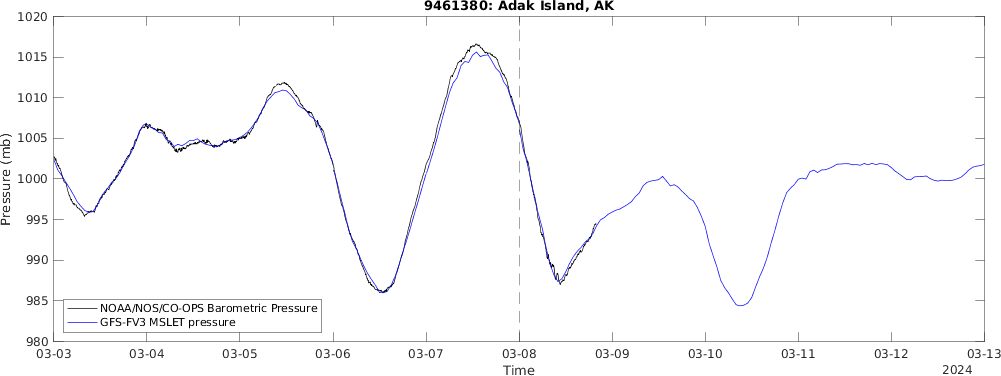 9461380: Adak Island, AK
1020
1015
1010
1005
1000
995
990
985
980
Pressure (mb)
NOAA/NOS/CO-OPS Barometric Pressure
GFS-FV3 MSLET pressure
03-03 03-04 03-05 03-06 03-07 03-08 03-09 03-10 03-11 03-12 03-13
Time
2024